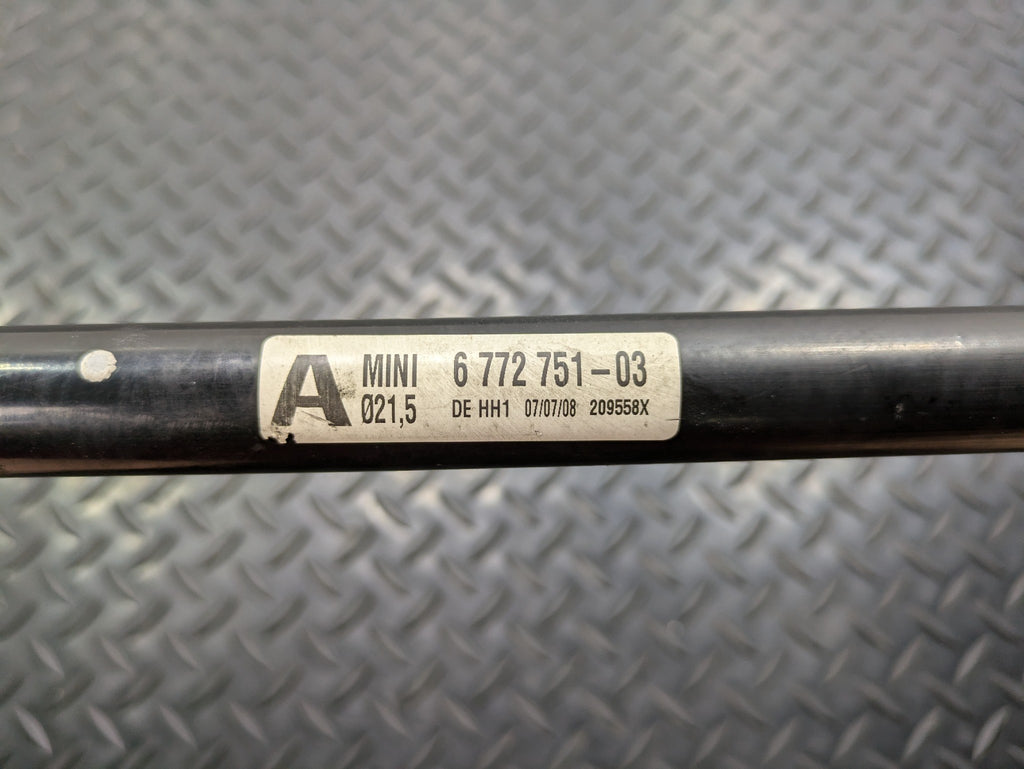 A MINI 6 772 751-03
Ø21,5 DE HH1 07/07/08 209558X